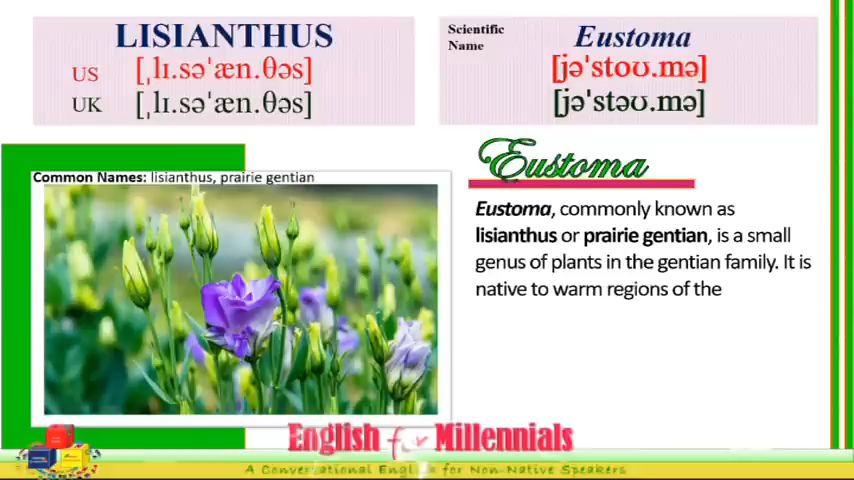 LISIANTHUS
US [ˌlɪ.səˈæn.θəs]
UK [ˌlɪ.səˈæn.θəs]
Scientific
Name
Eustoma
[jəˈstoʊ.mə]
[jəˈstəʊ.mə]
Common Names: lisianthus, prairie gentian
Eustoma
Eustoma, commonly known as
lisianthus or prairie gentian, is a small
genus of plants in the gentian family. It is
native to warm regions of the
English for Millennials
A Conversational English for Non-Native Speakers